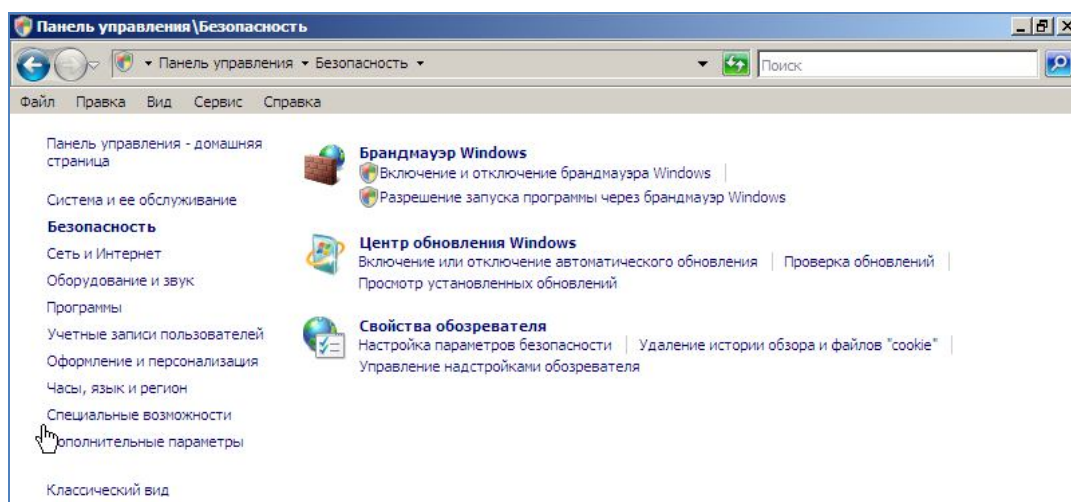 Панель управления\Безопасность
Панель управления ▾ Безопасность ▾
Поиск
Файл Правка Вид Сервис Справка
Панель управления - домашняя
страница
Система и ее обслуживание
Безопасность
Сеть и Интернет
Оборудование и звук
Программы
Учетные записи пользователей
Оформление и персонализация
Часы, язык и регион
Специальные возможности
ополнительные параметры
Классический вид
Брандмауэр Windows
Включение и отключение брандмауэра Windows
Разрешение запуска программы через брандмауэр Windows
Центр обновления Windows
Включение или отключение автоматического обновления | Проверка обновлений
Просмотр установленных обновлений
Свойства обозревателя
Настройка параметров безопасности | Удаление истории обзора и файлов "cookie"
Управление надстройками обозревателя